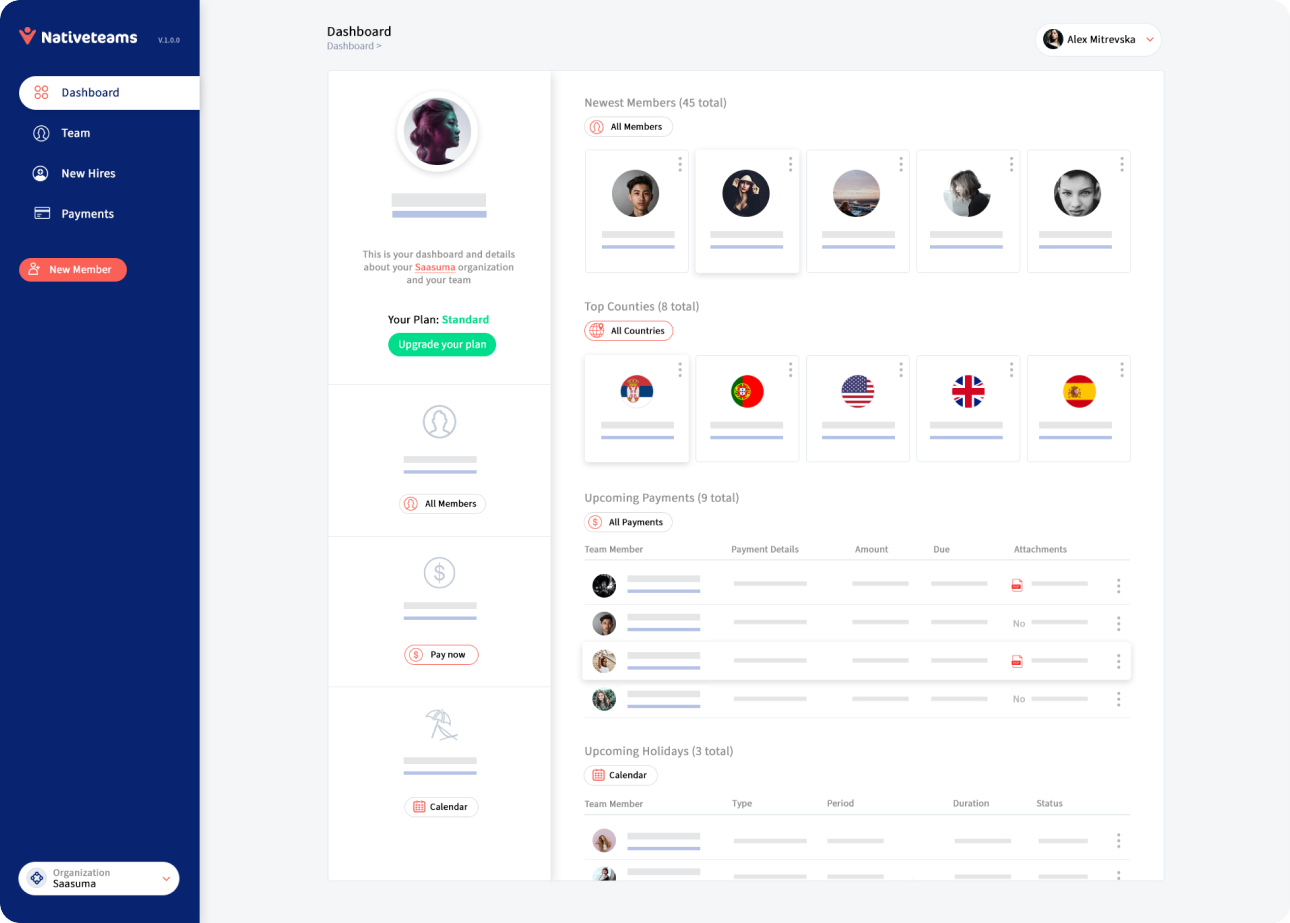 Nativeteams
V.1.0.0
Dashboard
Team
New Hires
Payments
New Member
Organization
Saasuma
Dashboard
Dashboard >
Alex Mitrevska
This is your dashboard and details
about your Saasuma organization
and your team
Your Plan: Standard
Upgrade your plan
All Members
$
$ Pay now
Calendar
Newest Members (45 total)
All Members
Top Counties (8 total)
All Countries
Upcoming Payments (9 total)
$ All Payments
Team Member Payment Details Amount Due Attachments
No
No
Upcoming Holidays (3 total)
Calendar
Team Member Type Period Duration Status